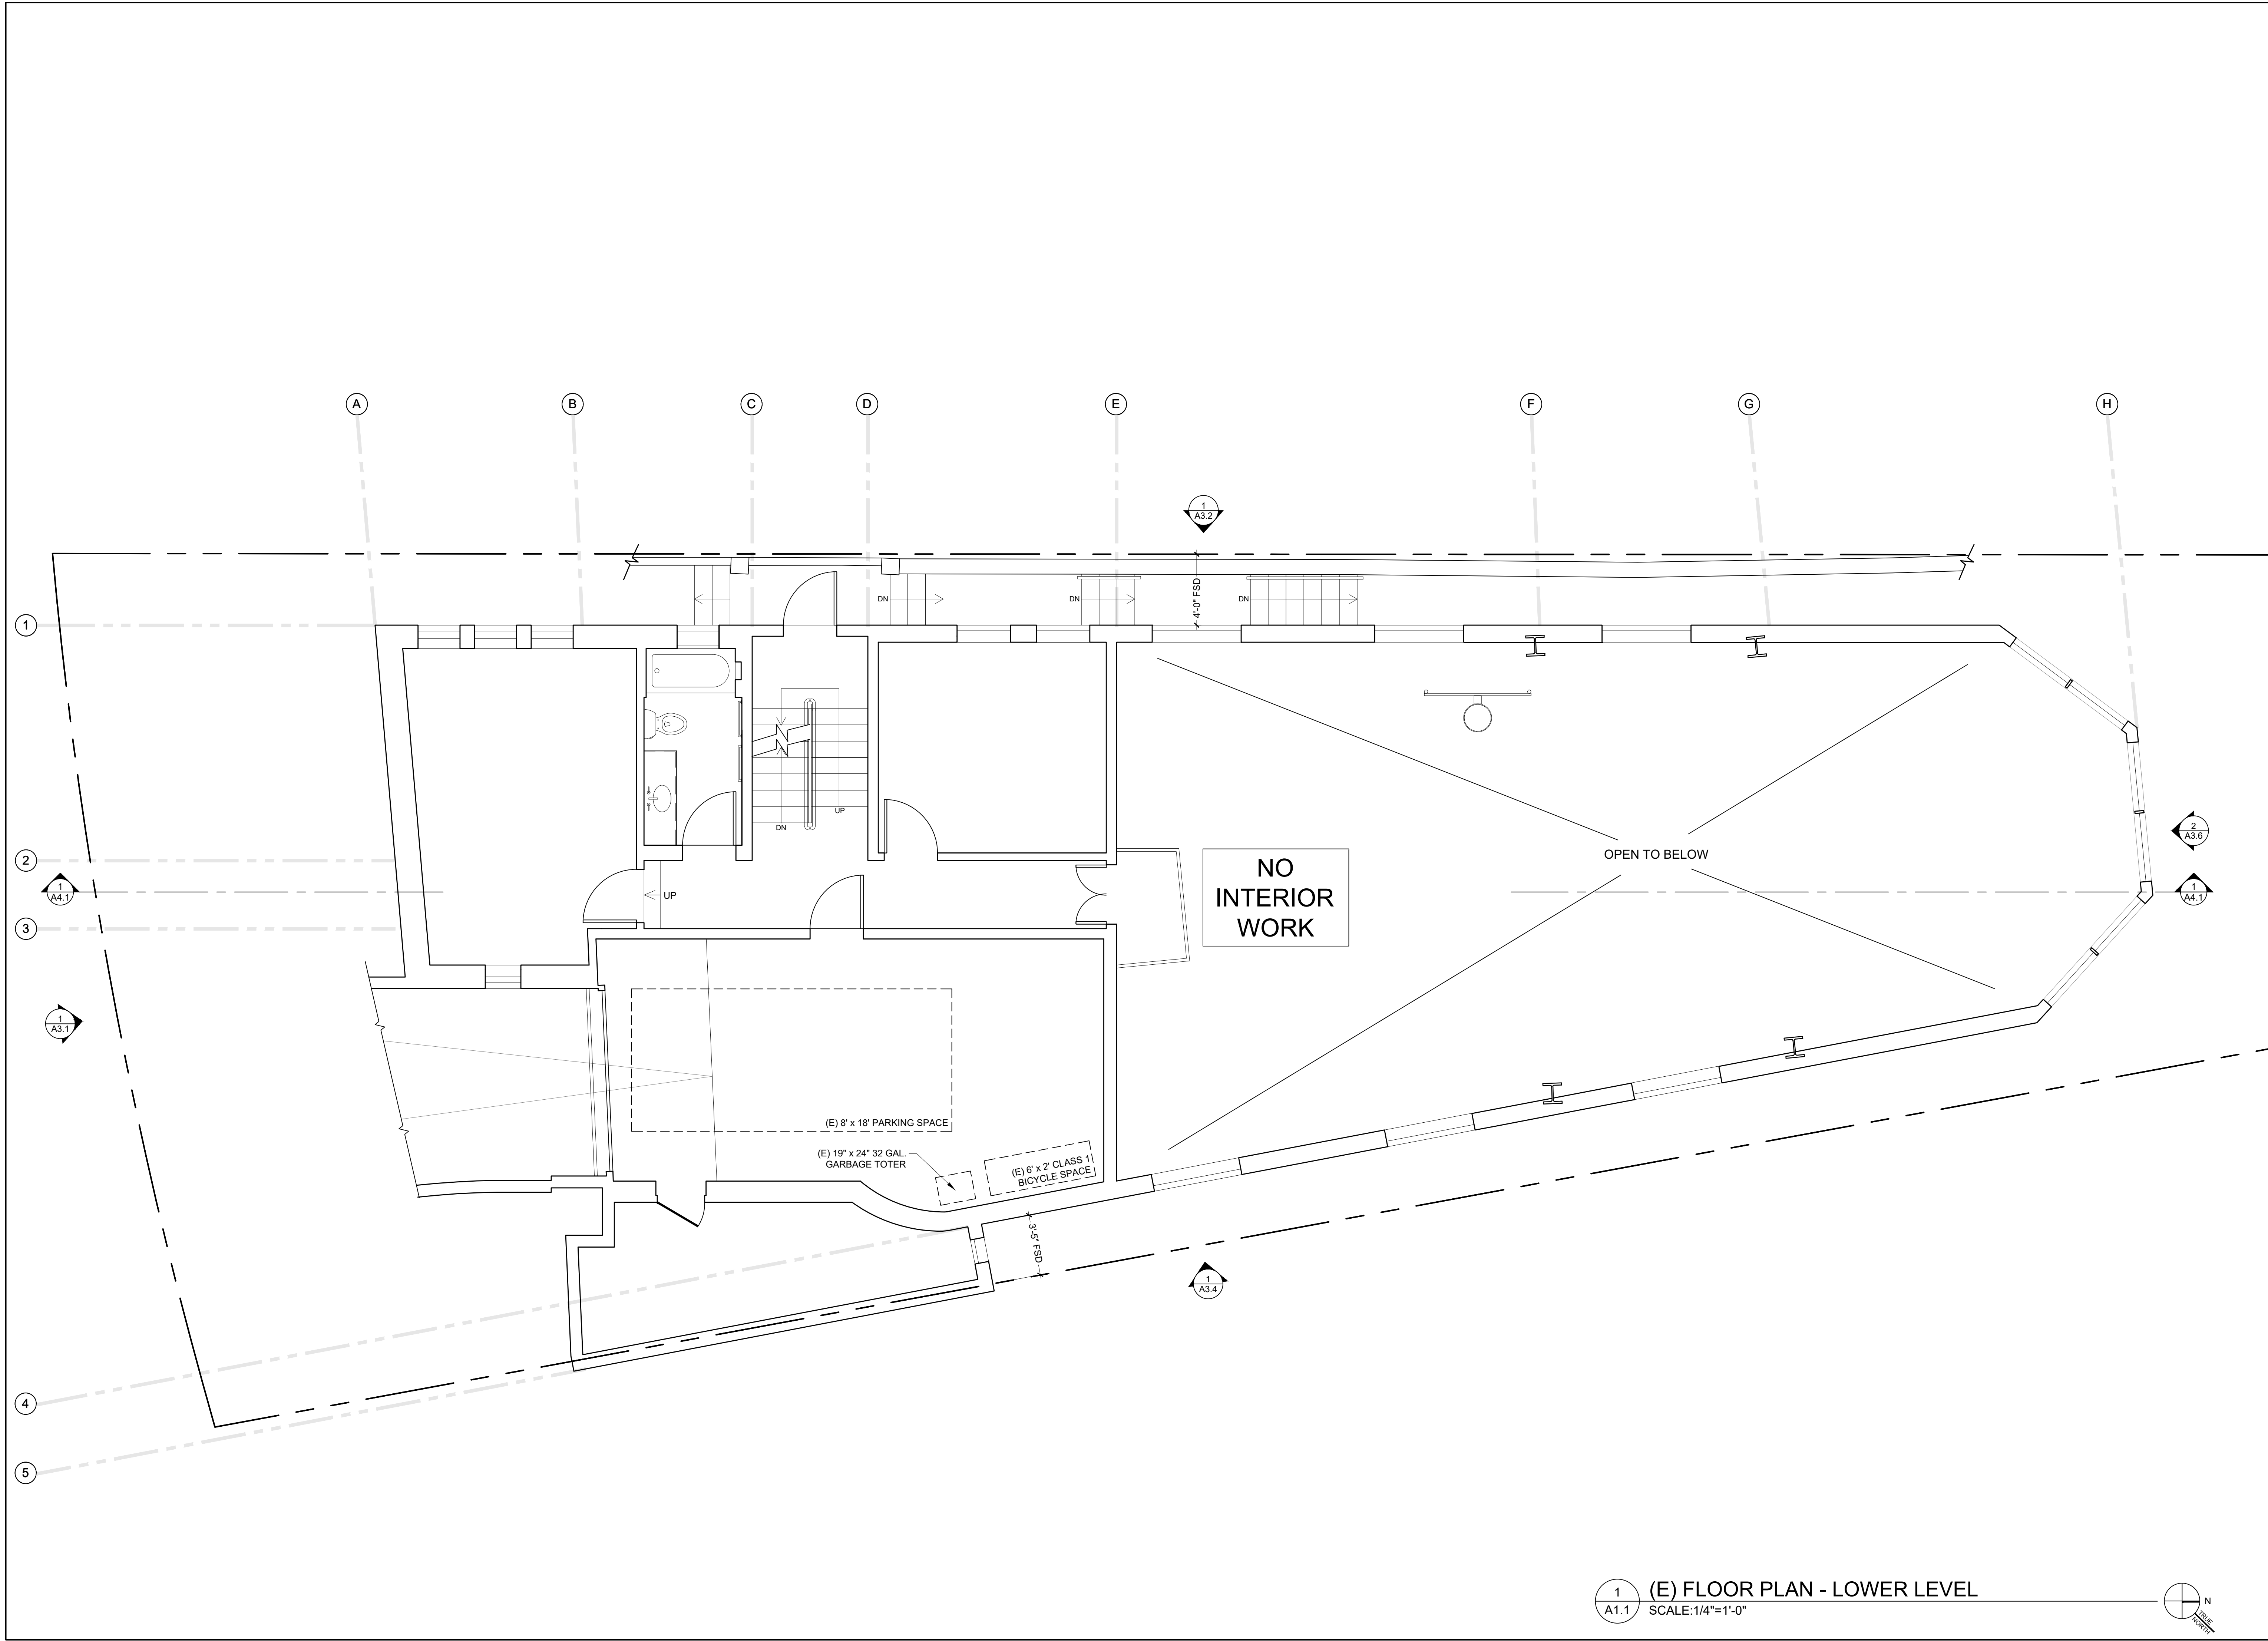 A
B
C
D
E
F
G
H
1
A3.2
DN
DN
DN
4'-0" FSD
1
UP
DN
2
NO
INTERIOR
WORK
OPEN TO BELOW
2
A3.6
1
A4.1
UP
1
A4.1
3
1
A3.1
(E) 8' x 18' PARKING SPACE
(E) 19" x 24" 32 GAL.
GARBAGE TOTER
(E) 6' x 2' CLASS 1
BICYCLE SPACE
3'-5" FSD
1
A3.4
4
5
1
A1.1
(E) FLOOR PLAN - LOWER LEVEL
SCALE:1/4"=1'-0"
N
TRUE
NORTH